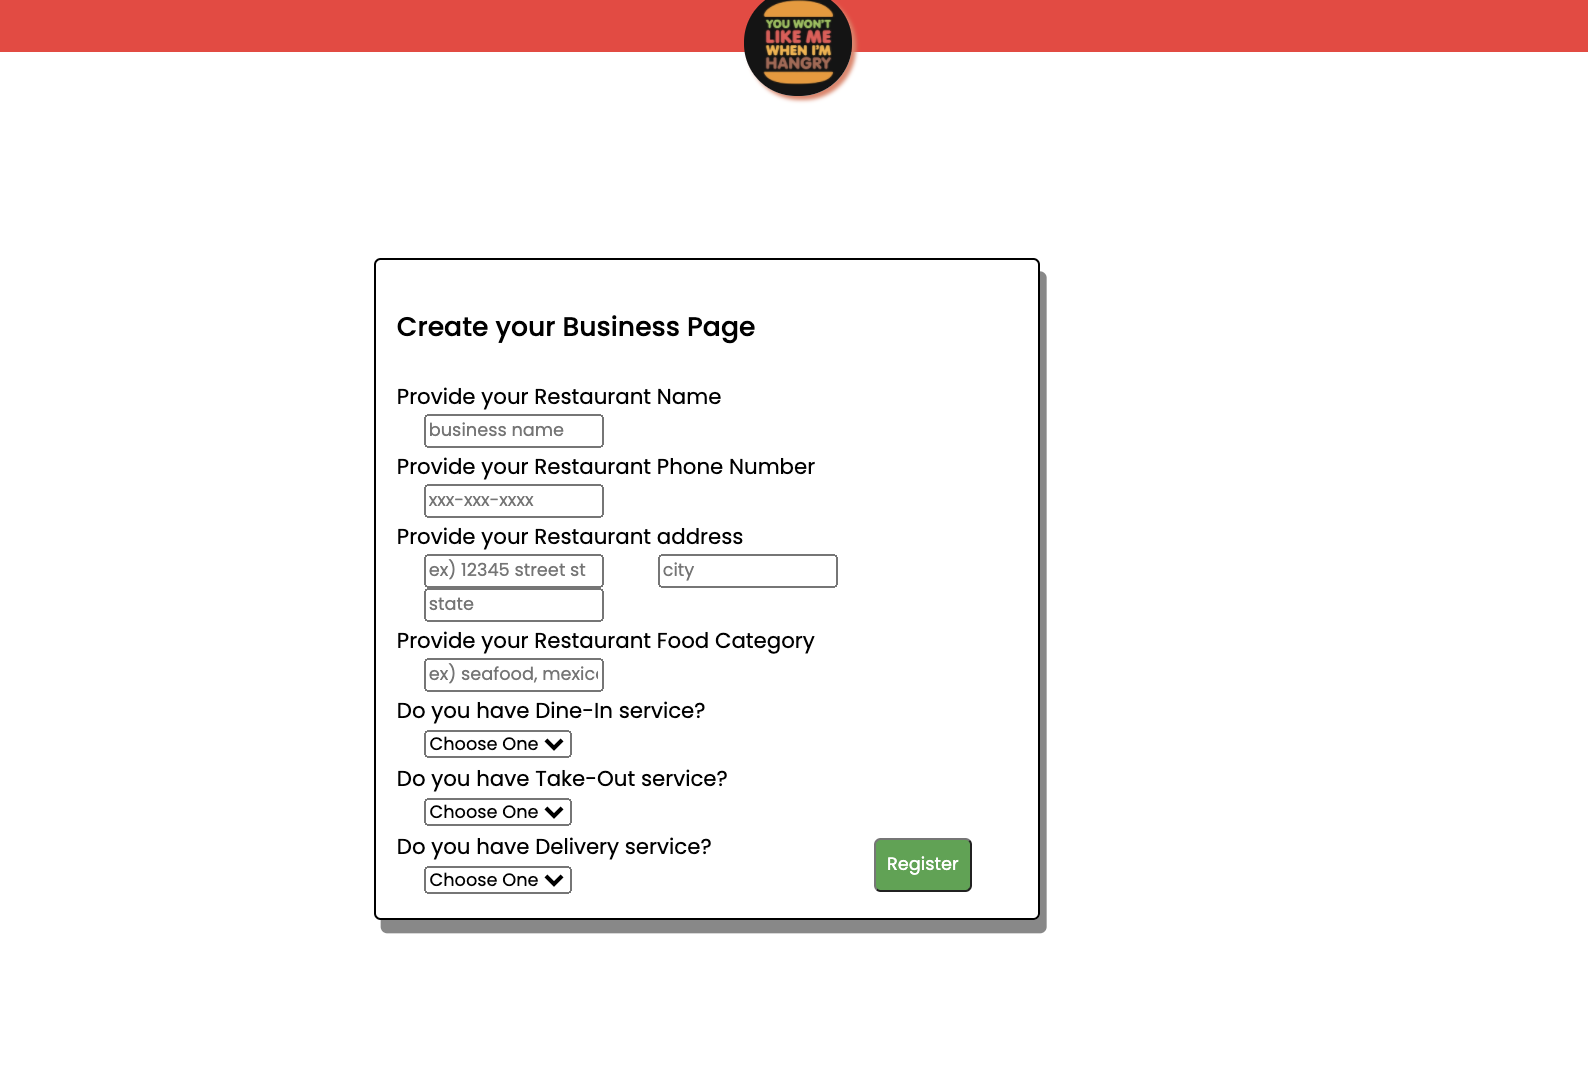 YOU WON'T
LIKE ME
WHEN I'M
HANGRY
Create your Business Page
Provide your Restaurant Name
business name
Provide your Restaurant Phone Number
xxx-xxx-xxxx
Provide your Restaurant address
ex) 12345 street st city
state
Provide your Restaurant Food Category
ex) seafood, mexic
Do you have Dine-In service?
Choose One
Do you have Take-Out service?
Choose One
Do you have Delivery service?
Register
Choose One